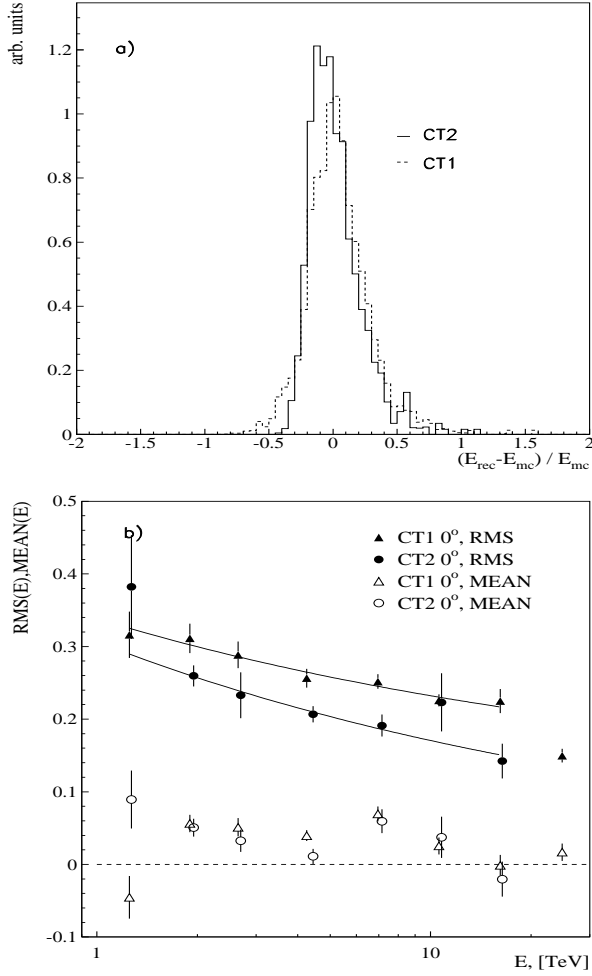 arb. units
a)
1.2
1
0.8
0.6
0.4
0.2
0
CT2
CT1
-2 -1.5 -1 -0.5 0 0.5 1 1.5 2
(E_rec-E_mc) / E_mc
RMS(E),MEAN(E)
b)
0.5
0.4
0.3
0.2
0.1
0
-0.1
CT1 0°, RMS
CT2 0°, RMS
CT1 0°, MEAN
CT2 0°, MEAN
1 10
E, [TeV]